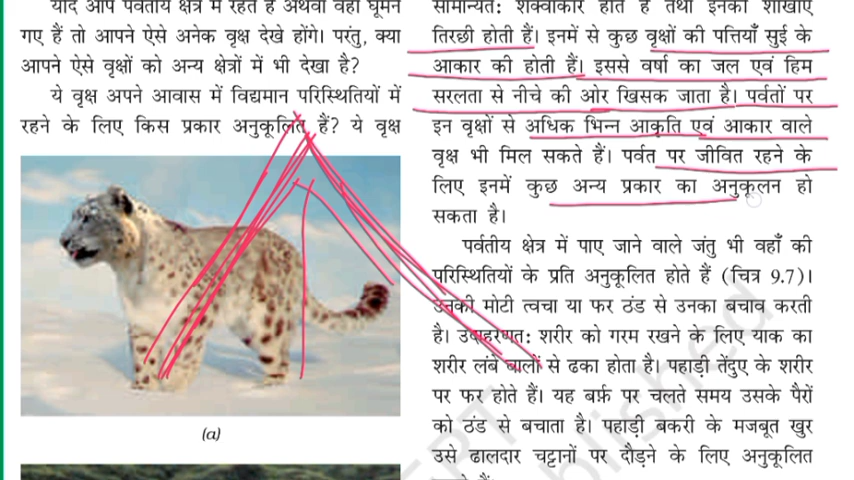 यदि आप पर्वतीय क्षेत्र में रहते हैं अथवा वहाँ घूमने
गए हैं तो आपने ऐसे अनेक वृक्ष देखे होंगे। परंतु, क्या
आपने ऐसे वृक्षों को अन्य क्षेत्रों में भी देखा है?
ये वृक्ष अपने आवास में विद्यमान परिस्थितियों में
रहने के लिए किस प्रकार अनुकूलित हैं? ये वृक्ष
(a)
सामान्यत: शंक्वाकार होते हैं तथा इनकी शाखाएँ
तिरछी होती हैं। इनमें से कुछ वृक्षों की पत्तियाँ सुई के
आकार की होती हैं। इससे वर्षा का जल एवं हिम
सरलता से नीचे की ओर खिसक जाता है। पर्वतों पर
इन वृक्षों से अधिक भिन्न आकृति एवं आकार वाले
वृक्ष भी मिल सकते हैं। पर्वत पर जीवित रहने के
लिए इनमें कुछ अन्य प्रकार का अनुकूलन हो
सकता है।
पर्वतीय क्षेत्र में पाए जाने वाले जंतु भी वहाँ की
परिस्थितियों के प्रति अनुकूलित होते हैं (चित्र 9.7)।
उनकी मोटी त्वचा या फर ठंड से उनका बचाव करती
है। उदाहरणत: शरीर को गरम रखने के लिए याक का
शरीर लंबे बालों से ढका होता है। पहाड़ी तेंदुए के शरीर
पर फर होते हैं। यह बर्फ़ पर चलते समय उसके पैरों
को ठंड से बचाता है। पहाड़ी बकरी के मजबूत खुर
उसे ढालदार चट्टानों पर दौड़ने के लिए अनुकूलित